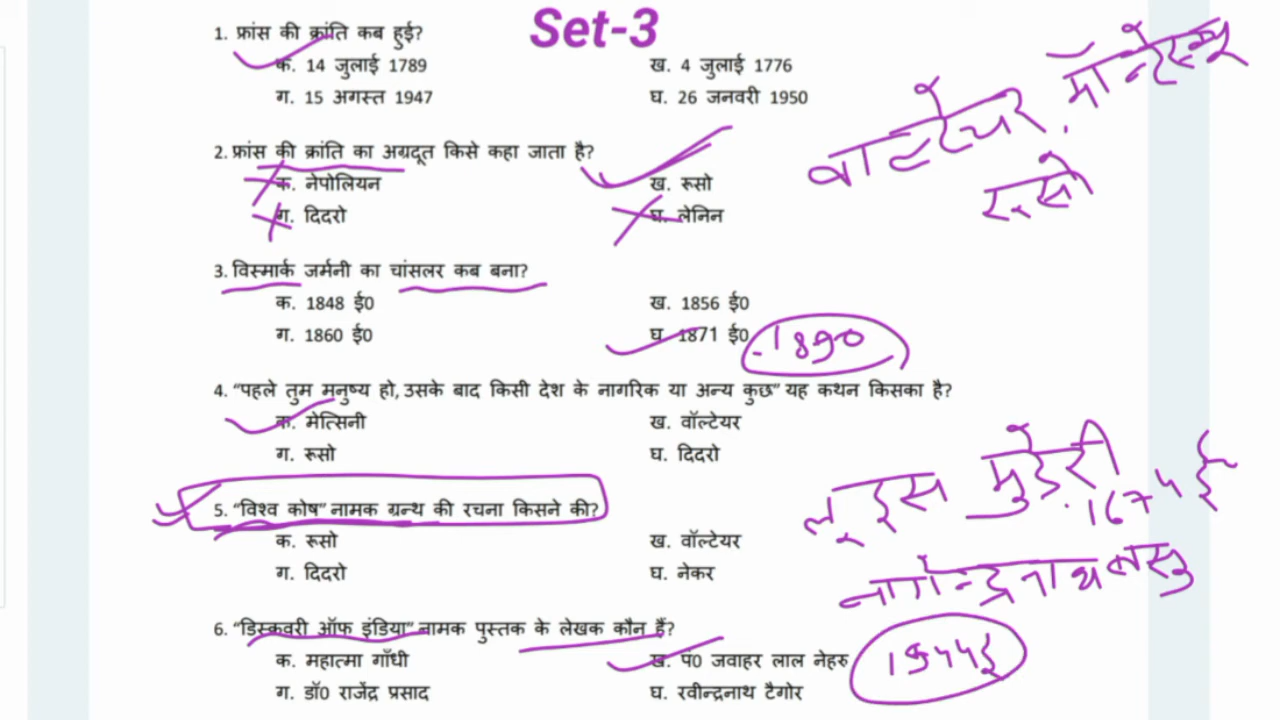 Set-3
1. फ्रांस की क्रांति कब हुई?
क. 14 जुलाई 1789 ख. 4 जुलाई 1776
ग. 15 अगस्त 1947 घ. 26 जनवरी 1950
वाल्टेयर, मॉन्टेस्क्यू
रूसो
2. फ्रांस की क्रांति का अग्रदूत किसे कहा जाता है?
क. नेपोलियन ख. रूसो
ग. दिदरो घ. लेनिन
3. विस्मार्क जर्मनी का चांसलर कब बना?
क. 1848 ई0 ख. 1856 ई0
ग. 1860 ई0 घ 1871 ई0 - 1890
4. “पहले तुम मनुष्य हो, उसके बाद किसी देश के नागरिक या अन्य कुछ” यह कथन किसका है?
क. मेत्सिनी ख. वॉल्टेयर
ग. रूसो घ. दिदरो
5. “विश्व कोष” नामक ग्रन्थ की रचना किसने की?
क. रूसो ख. वॉल्टेयर
ग. दिदरो घ. नेकर
लूइस मुंडेरी
1674 ई
नागेन्द्रनाथ बसु
6. “डिस्कवरी ऑफ इंडिया” नामक पुस्तक के लेखक कौन हैं?
क. महात्मा गाँधी ख. पं0 जवाहर लाल नेहरु
ग. डॉ0 राजेंद्र प्रसाद घ. रवीन्द्रनाथ टैगोर